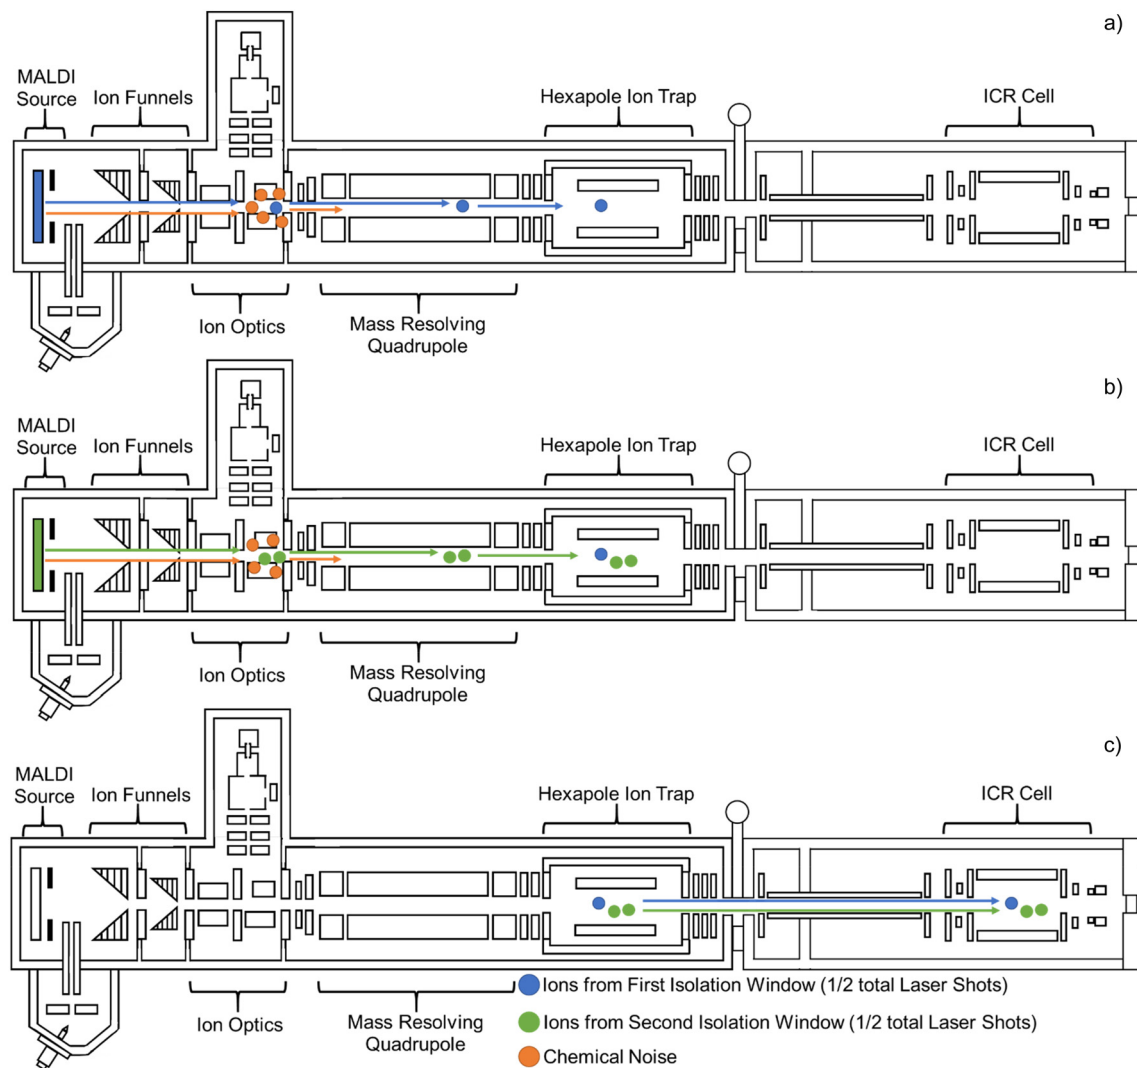 a)
MALDI
Source
Ion Funnels
Hexapole Ion Trap
ICR Cell
Ion Optics
Mass Resolving
Quadrupole
b)
MALDI
Source
Ion Funnels
Hexapole Ion Trap
ICR Cell
Ion Optics
Mass Resolving
Quadrupole
c)
MALDI
Source
Ion Funnels
Hexapole Ion Trap
ICR Cell
Ion Optics
Mass Resolving
Quadrupole
Ions from First Isolation Window (1/2 total Laser Shots)
Ions from Second Isolation Window (1/2 total Laser Shots)
Chemical Noise